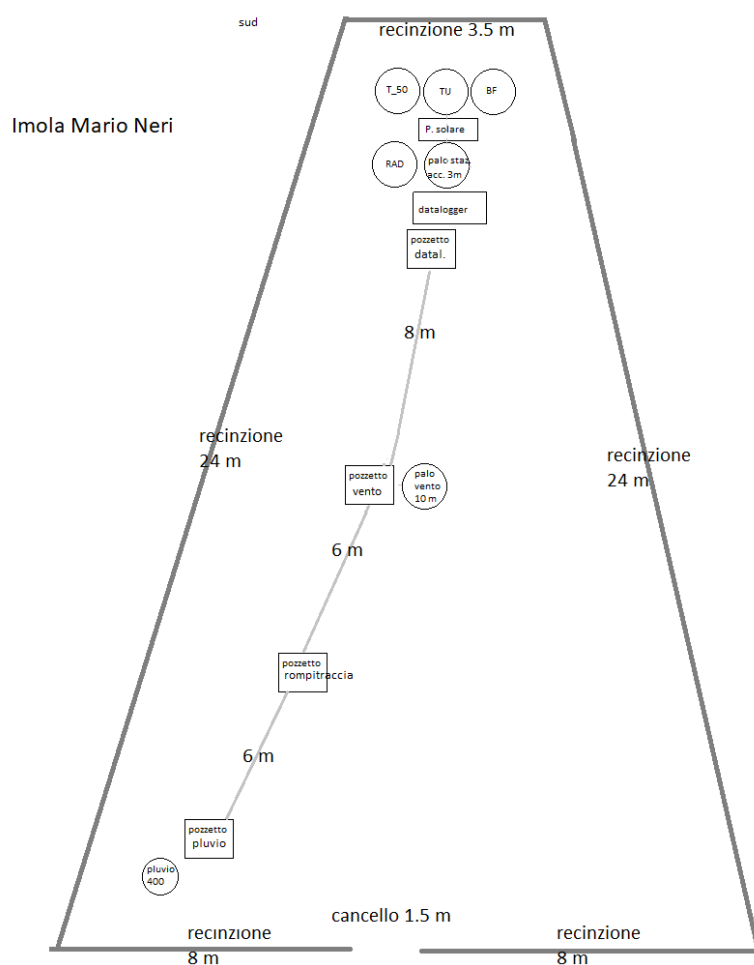 sud
recinzione 3.5 m
T_50
TU
BF
Imola Mario Neri
P. solare
RAD
palo staz.
acc. 3m
datalogger
pozzetto
datal.
8 m
recinzione
24 m
recinzione
24 m
pozzetto
vento
palo
vento
10 m
6 m
pozzetto
rompitraccia
6 m
pozzetto
pluvio
pluvio
400
cancello 1.5 m
recinzione
8 m
recinzione
8 m